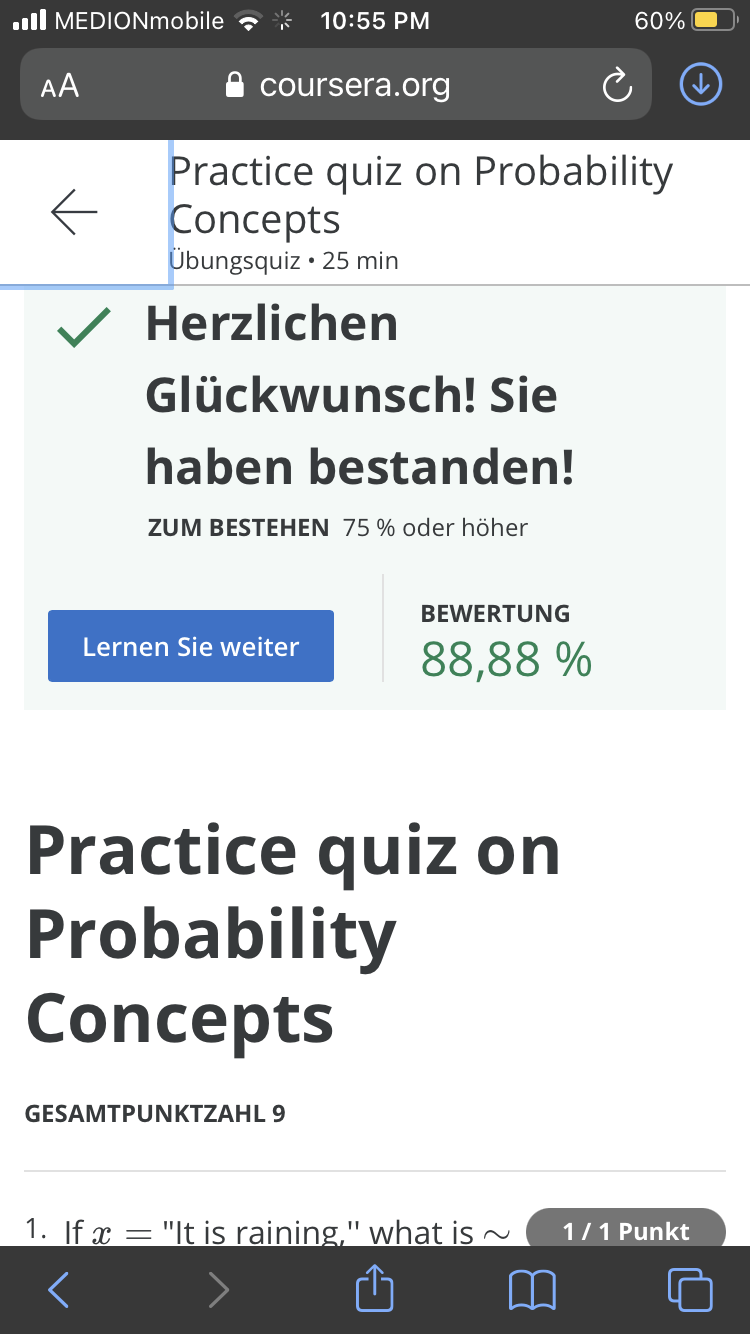 MEDIONmobile 10:55 PM 60%
AA coursera.org
Practice quiz on Probability
Concepts
Übungsquiz • 25 min
Herzlichen
Glückwunsch! Sie
haben bestanden!
ZUM BESTEHEN 75 % oder höher
Lernen Sie weiter
BEWERTUNG
88,88 %
Practice quiz on
Probability
Concepts
GESAMTPUNKTZAHL 9
1. If x = "It is raining,'' what is ∼
1 / 1 Punkt